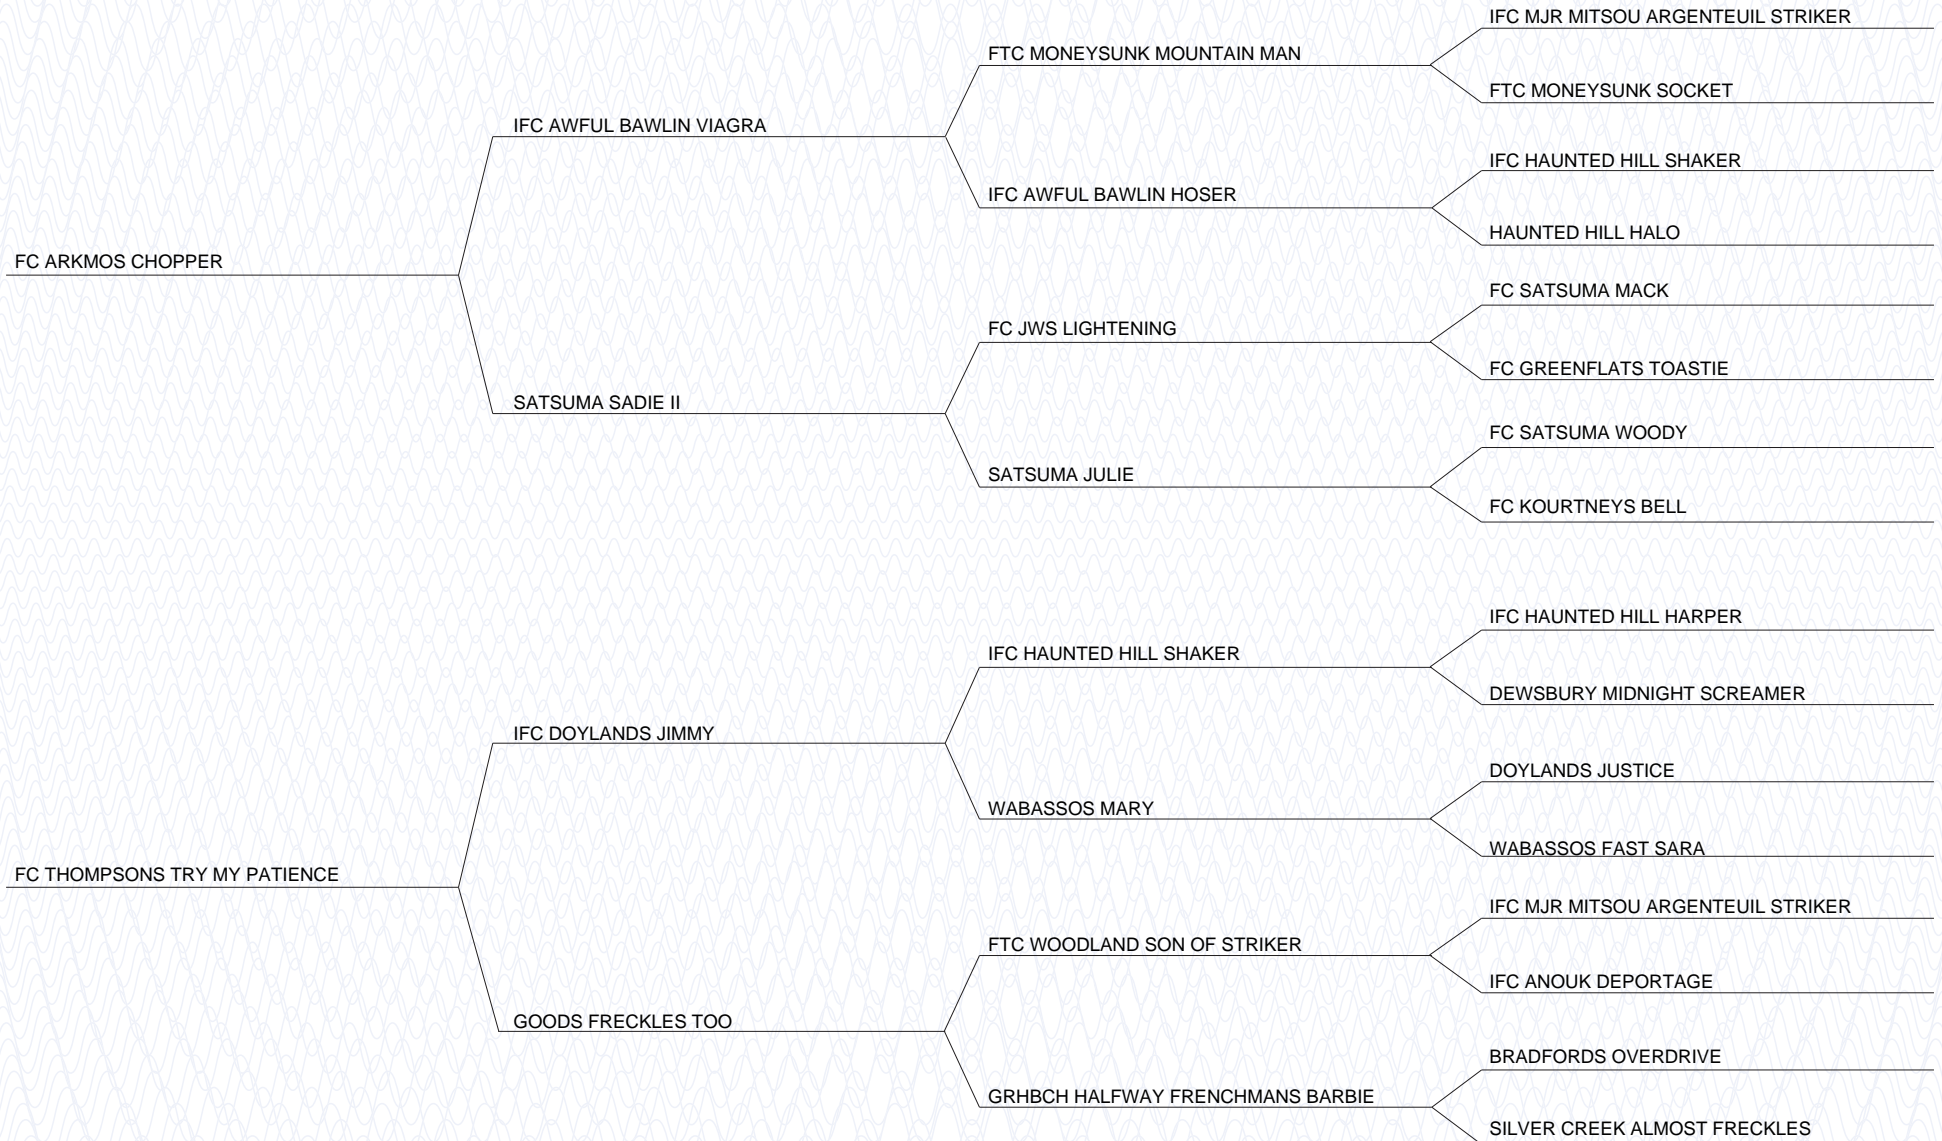 IFC MJR MITSOU ARGENTEUIL STRIKER
FTC MONEYSUNK MOUNTAIN MAN
FTC MONEYSUNK SOCKET
IFC AWFUL BAWLIN VIAGRA
IFC HAUNTED HILL SHAKER
IFC AWFUL BAWLIN HOSER
HAUNTED HILL HALO
FC ARKMOS CHOPPER
FC SATSUMA MACK
FC JWS LIGHTENING
FC GREENFLATS TOASTIE
SATSUMA SADIE II
FC SATSUMA WOODY
SATSUMA JULIE
FC KOURTNEYS BELL
IFC HAUNTED HILL HARPER
IFC HAUNTED HILL SHAKER
DEWSBURY MIDNIGHT SCREAMER
IFC DOYLANDS JIMMY
DOYLANDS JUSTICE
WABASSOS MARY
WABASSOS FAST SARA
FC THOMPSONS TRY MY PATIENCE
IFC MJR MITSOU ARGENTEUIL STRIKER
FTC WOODLAND SON OF STRIKER
IFC ANOUK DEPORTAGE
GOODS FRECKLES TOO
BRADFORDS OVERDRIVE
GRHBCH HALFWAY FRENCHMANS BARBIE
SILVER CREEK ALMOST FRECKLES